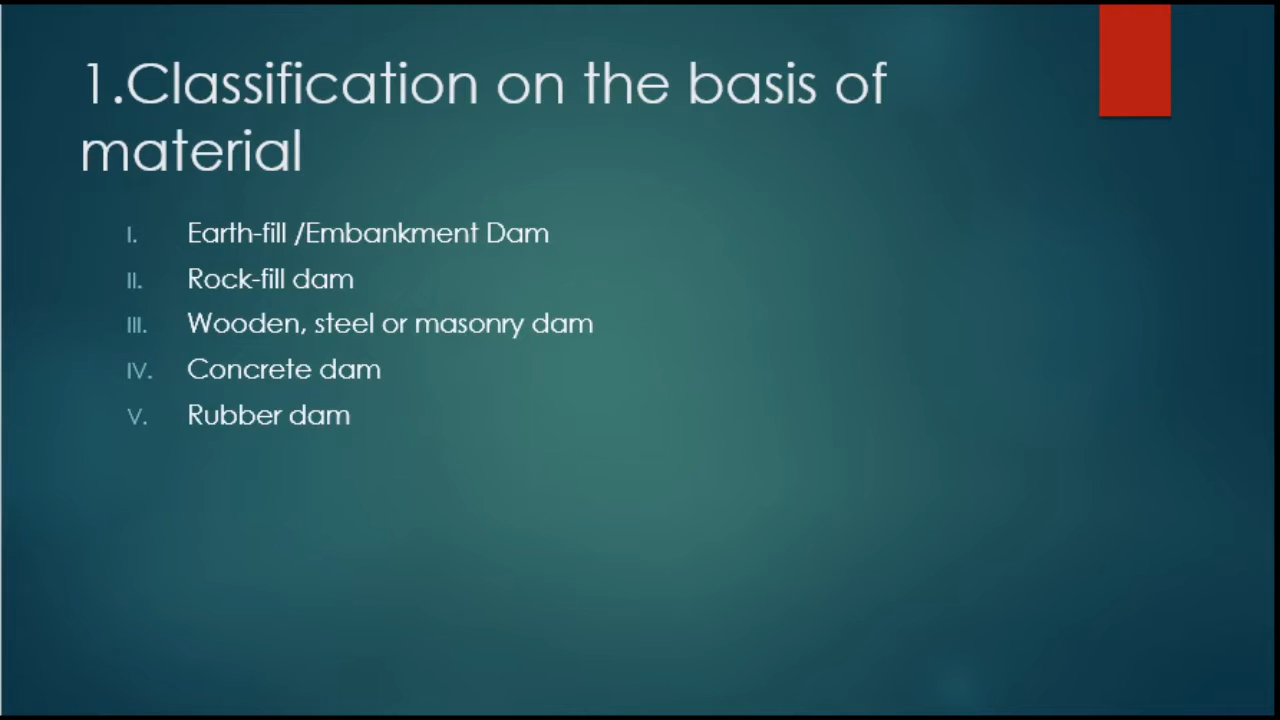 1.Classification on the basis of
material
I. Earth-fill /Embankment Dam
II. Rock-fill dam
III. Wooden, steel or masonry dam
IV. Concrete dam
V. Rubber dam